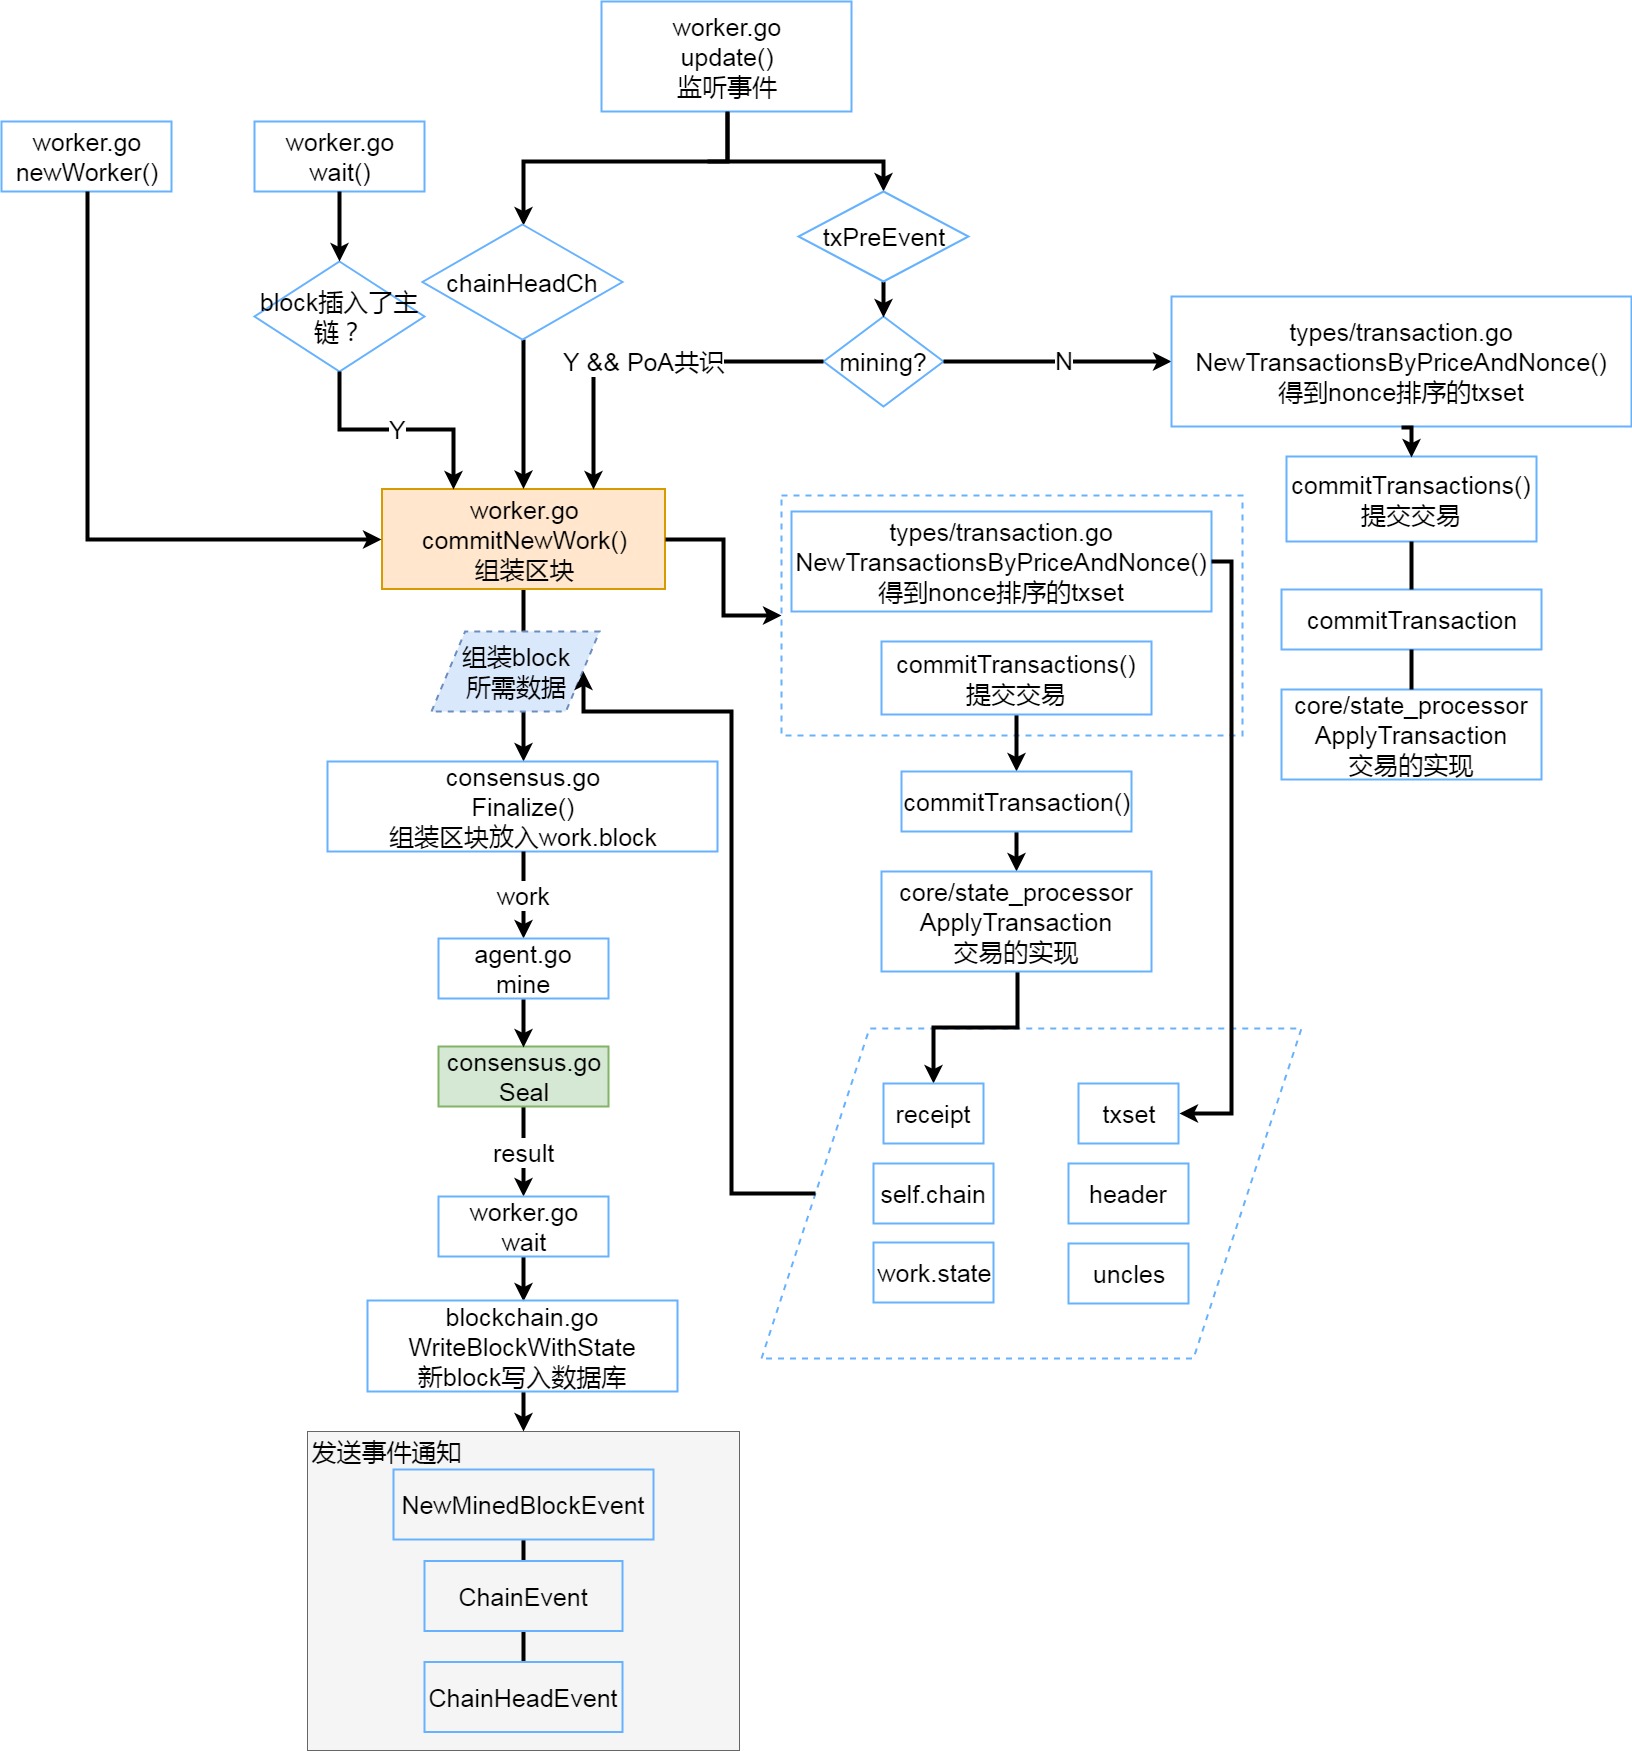 worker.go
update()
监听事件
worker.go
newWorker()
worker.go
wait()
block插入了主
链？
chainHeadCh
txPreEvent
mining?
Y && PoA共识
N
Y
types/transaction.go
NewTransactionsByPriceAndNonce()
得到nonce排序的txset
commitTransactions()
提交交易
commitTransaction
core/state_processor
ApplyTransaction
交易的实现
worker.go
commitNewWork()
组装区块
types/transaction.go
NewTransactionsByPriceAndNonce()
得到nonce排序的txset
commitTransactions()
提交交易
commitTransaction()
core/state_processor
ApplyTransaction
交易的实现
receipt
txset
self.chain
header
work.state
uncles
组装block
所需数据
consensus.go
Finalize()
组装区块放入work.block
work
agent.go
mine
consensus.go
Seal
result
worker.go
wait
blockchain.go
WriteBlockWithState
新block写入数据库
发送事件通知
NewMinedBlockEvent
ChainEvent
ChainHeadEvent